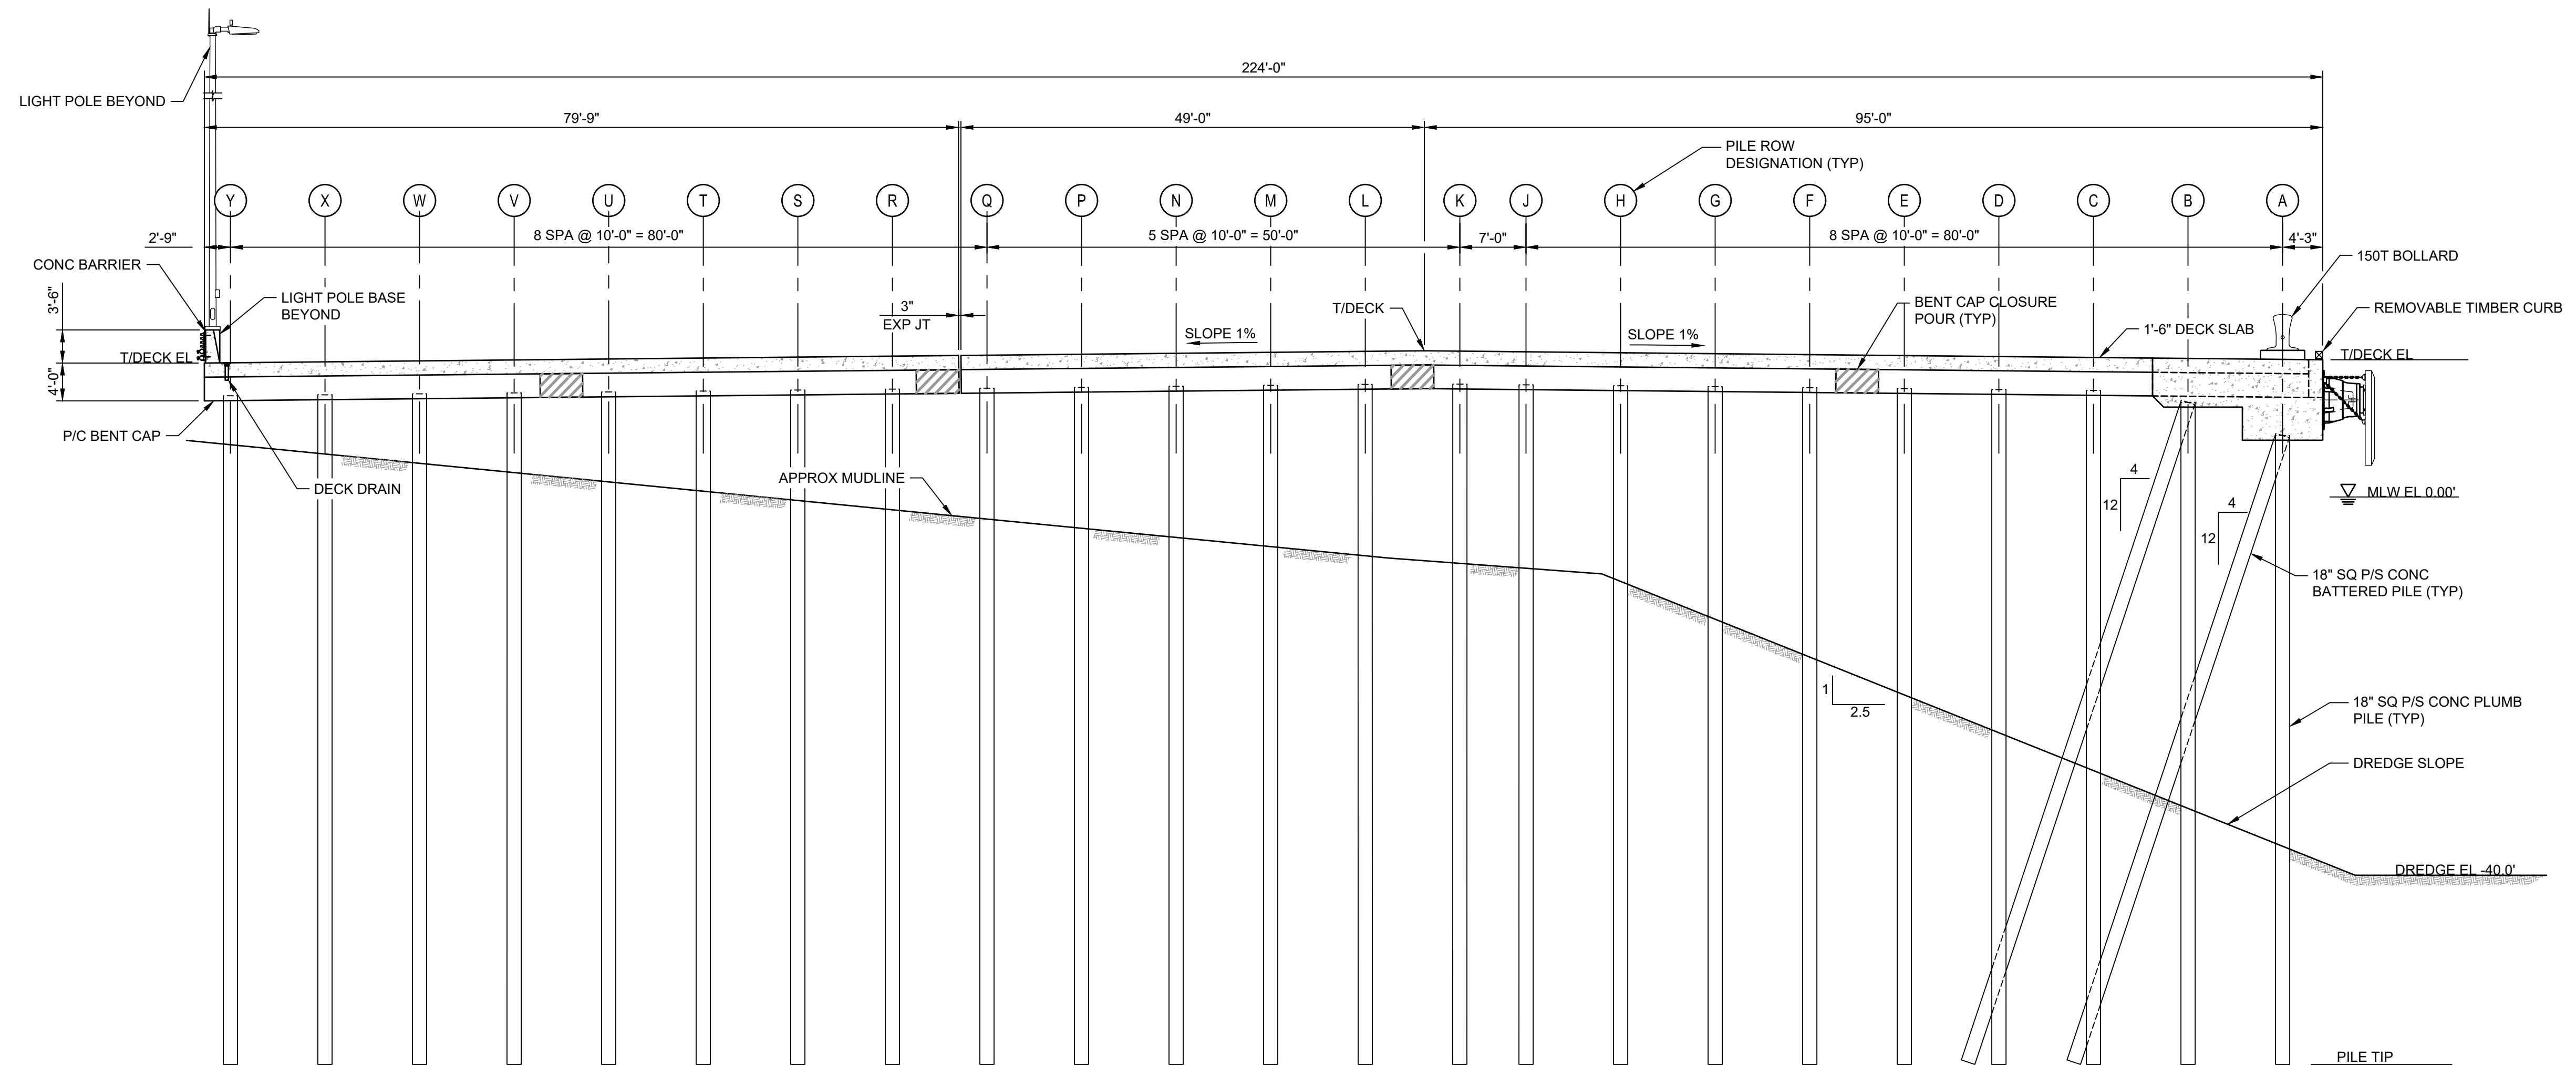 224'-0"
LIGHT POLE BEYOND
79'-9"
49'-0"
95'-0"
PILE ROW
DESIGNATION (TYP)
Y X W V U T S R Q P N M L K J H G F E D C B A
2'-9"
8 SPA @ 10'-0" = 80'-0"
5 SPA @ 10'-0" = 50'-0"
7'-0"
8 SPA @ 10'-0" = 80'-0"
4'-3"
CONC BARRIER
150T BOLLARD
3'-6"
LIGHT POLE BASE
BEYOND
3"
EXP JT
T/DECK
BENT CAP CLOSURE
POUR (TYP)
REMOVABLE TIMBER CURB
SLOPE 1%
SLOPE 1%
1'-6" DECK SLAB
T/DECK EL
T/DECK EL
4'-0"
P/C BENT CAP
DECK DRAIN
APPROX MUDLINE
4
12
4
12
MLW EL 0.00'
18" SQ P/S CONC
BATTERED PILE (TYP)
1
2.5
18" SQ P/S CONC PLUMB
PILE (TYP)
DREDGE SLOPE
DREDGE EL -40.0'
PILE TIP